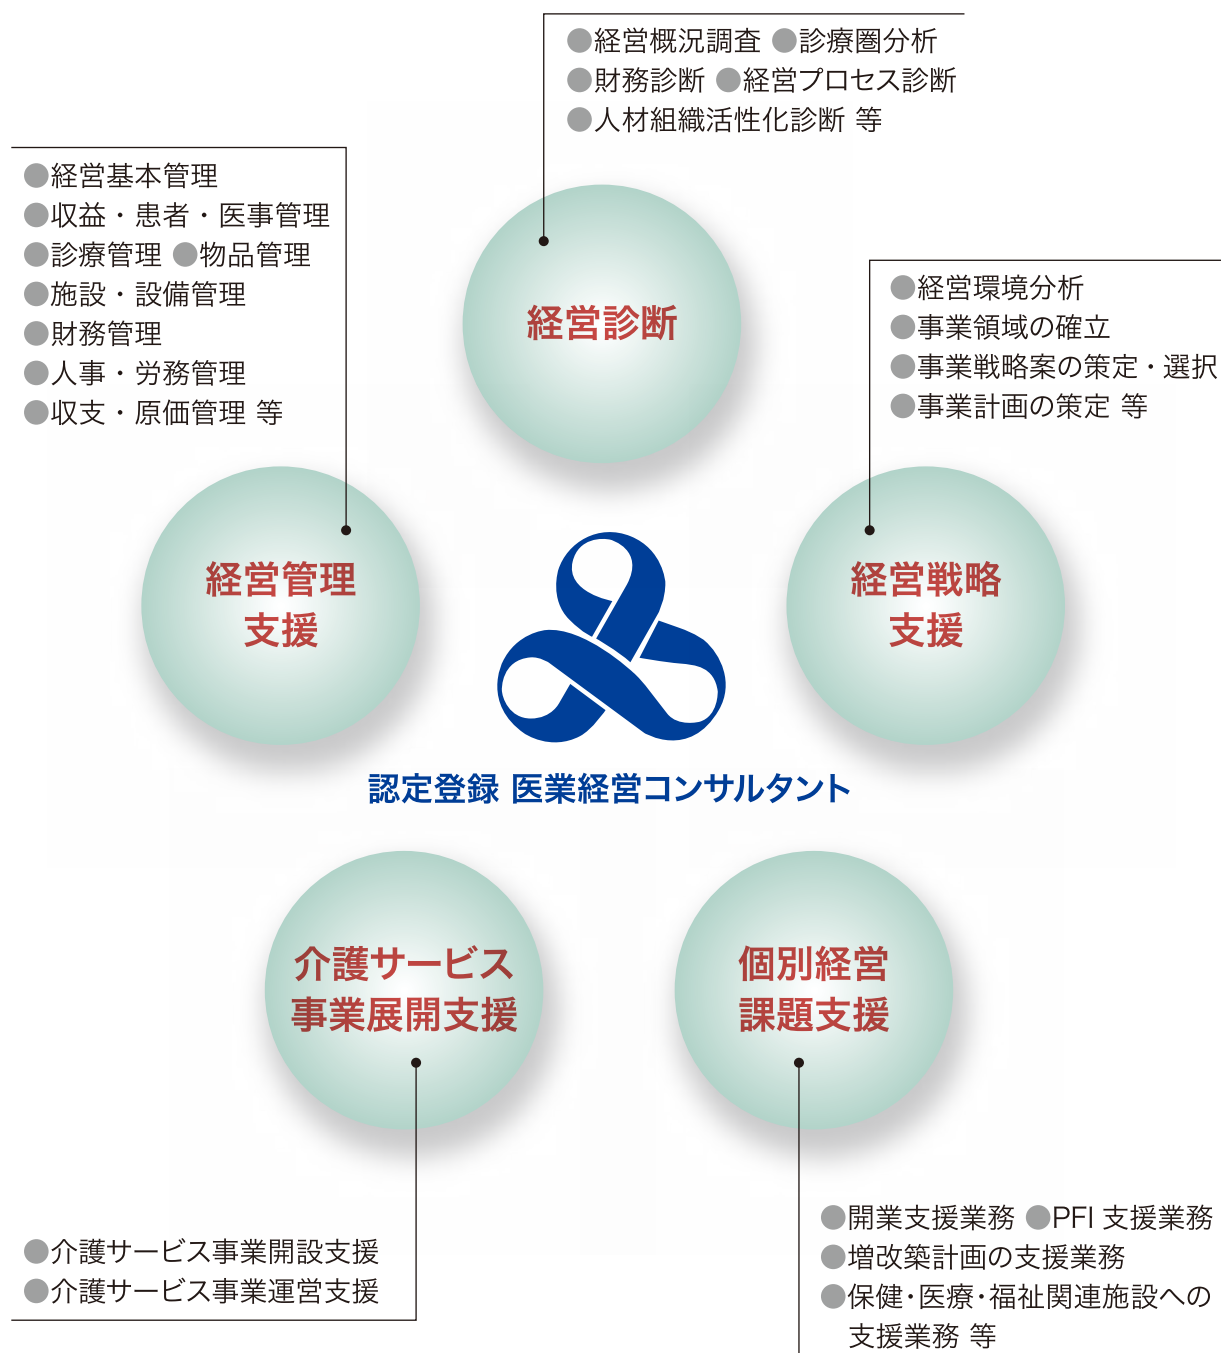 ●経営概況調査 ●診療圏分析
●財務診断 ●経営プロセス診断
●人材組織活性化診断 等
経営診断
●経営基本管理
●収益・患者・医事管理
●診療管理 ●物品管理
●施設・設備管理
●財務管理
●人事・労務管理
●収支・原価管理 等
経営管理
支援
●経営環境分析
●事業領域の確立
●事業戦略案の策定・選択
●事業計画の策定 等
経営戦略
支援
認定登録 医業経営コンサルタント
介護サービス
事業展開支援
●介護サービス事業開設支援
●介護サービス事業運営支援
個別経営
課題支援
●開業支援業務 ●PFI 支援業務
●増改築計画の支援業務
●保健・医療・福祉関連施設への
支援業務 等